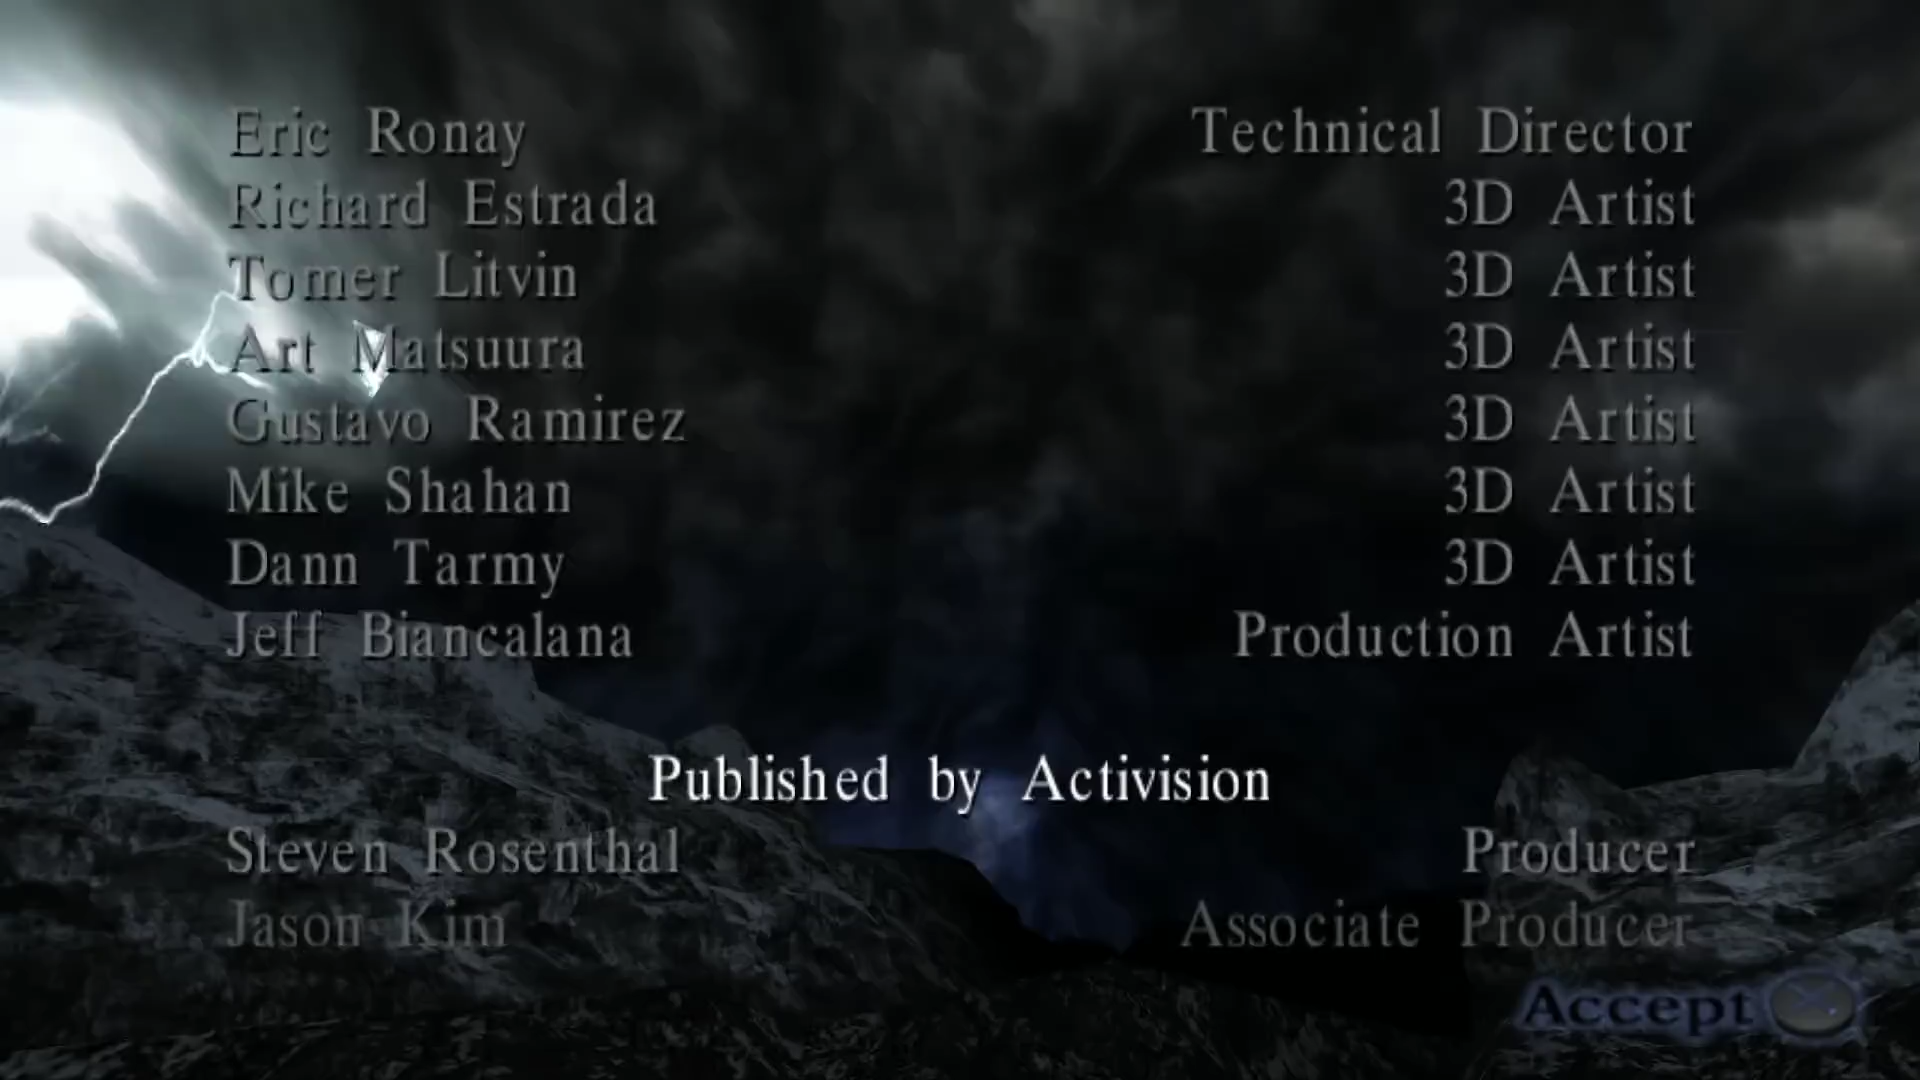 Eric Ronay Technical Director
Richard Estrada 3D Artist
Tomer Litvin 3D Artist
Art Matsuura 3D Artist
Gustavo Ramirez 3D Artist
Mike Shahan 3D Artist
Dann Tarmy 3D Artist
Jeff Biancalana Production Artist
Published by Activision
Steven Rosenthal Producer
Jason Kim Associate Producer
Accept